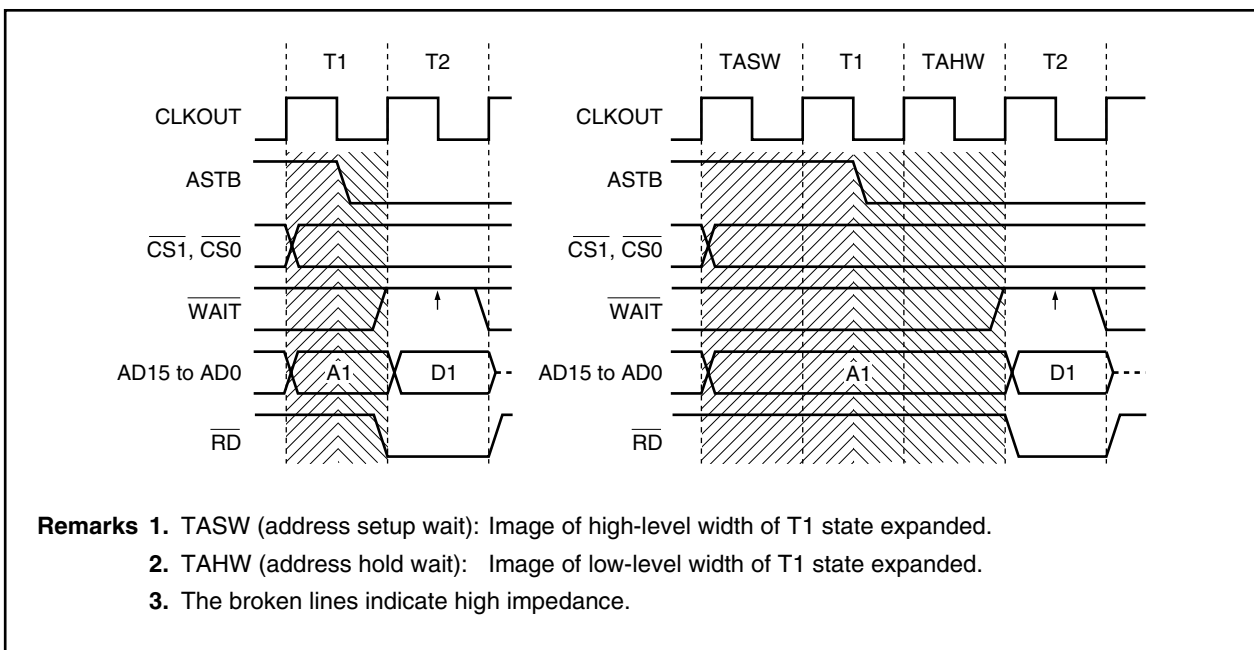 T1 T2 TASW T1 TAHW T2
CLKOUT CLKOUT
ASTB ASTB
CS1, CS0 CS1, CS0
WAIT WAIT
AD15 to AD0 A1 D1 AD15 to AD0 A1 D1
RD RD
Remarks 1. TASW (address setup wait): Image of high-level width of T1 state expanded.
2. TAHW (address hold wait): Image of low-level width of T1 state expanded.
3. The broken lines indicate high impedance.